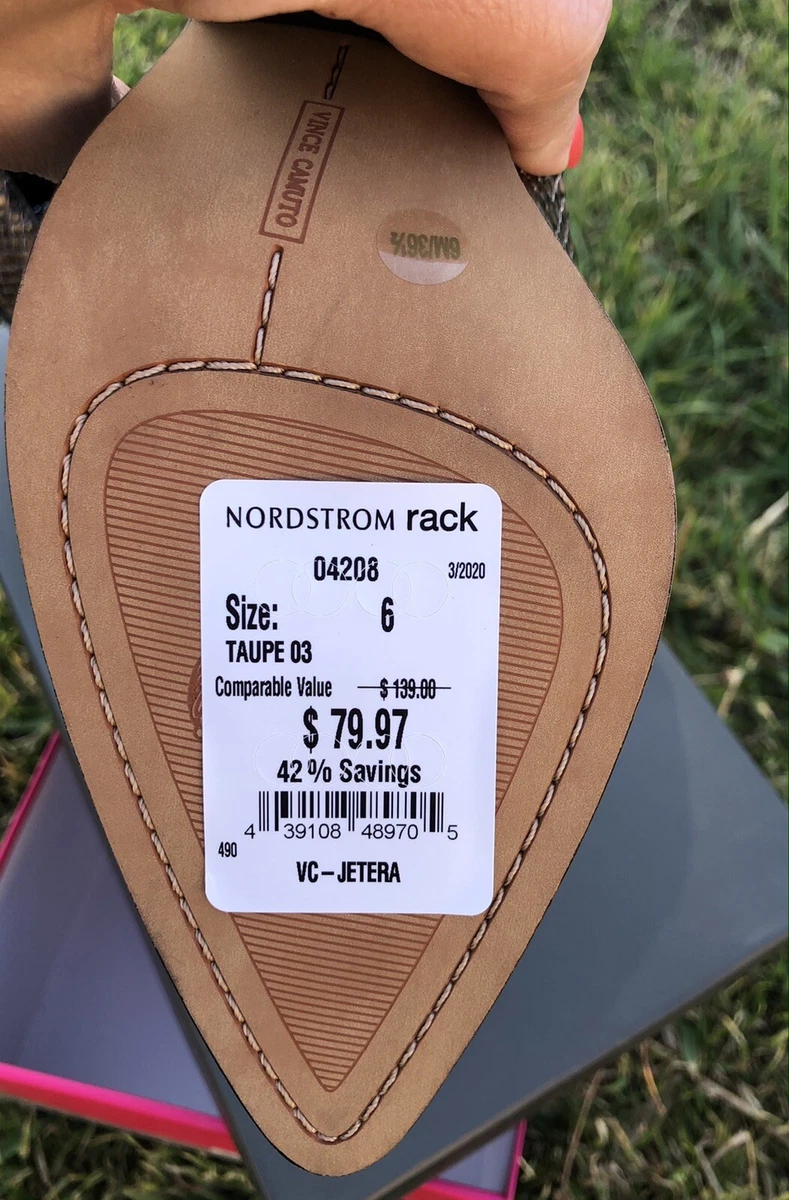 VINCE CAMUTO
6M/36½
NORDSTROM rack
04208 3/2020
Size: 6
TAUPE 03
Comparable Value $ 139.00
$ 79.97
42 % Savings
4 39108 48970 5
490
VC-JETERA